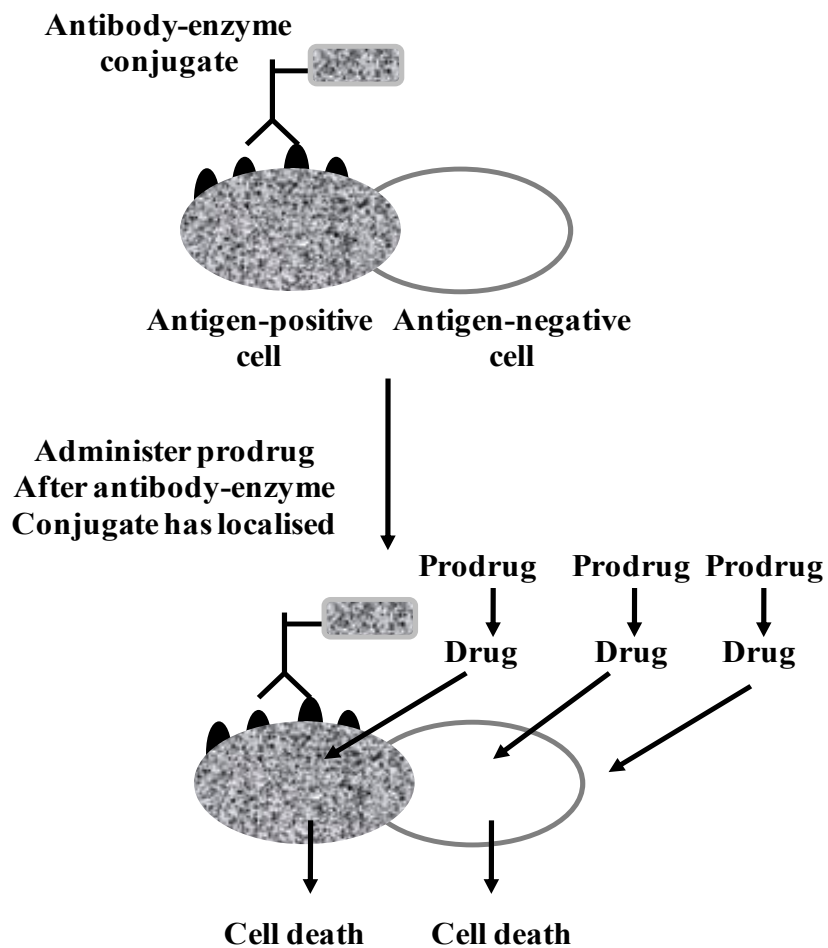 Antibody-enzyme
conjugate
Antigen-positive
cell
Antigen-negative
cell
Administer prodrug
After antibody-enzyme
Conjugate has localised
Prodrug
Prodrug
Prodrug
Drug
Drug
Drug
Cell death
Cell death